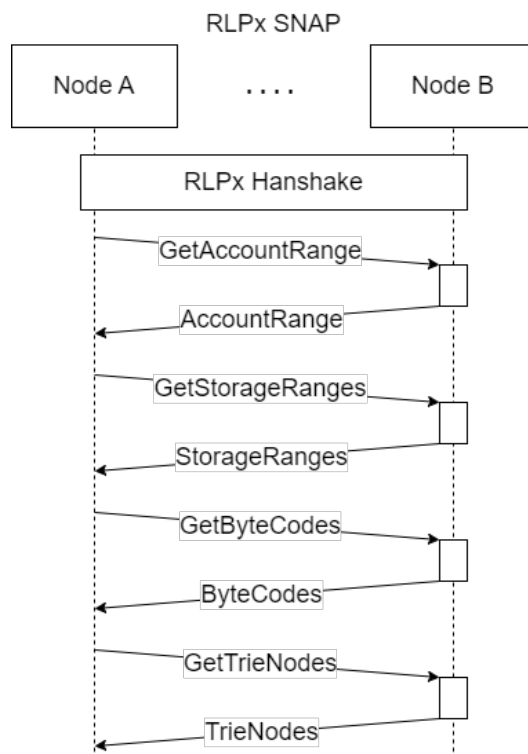 RLPx SNAP
Node A
....
Node B
RLPx Hanshake
GetAccountRange
AccountRange
GetStorageRanges
StorageRanges
GetByteCodes
ByteCodes
GetTrieNodes
TrieNodes